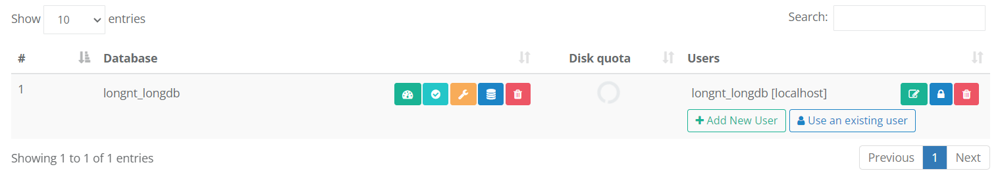 Show 10 entries Search:
# Database Disk quota Users
1 longnt_longdb longnt_longdb [localhost]
Add New User Use an existing user
Showing 1 to 1 of 1 entries Previous 1 Next